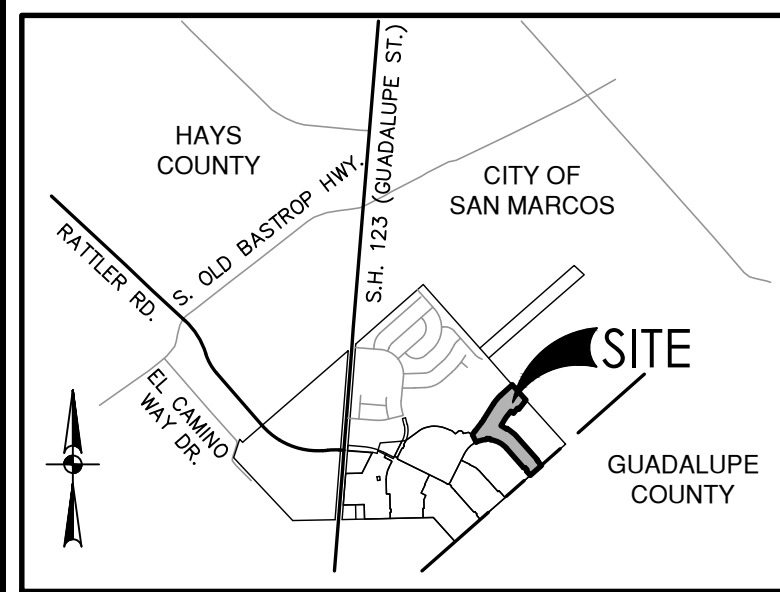 HAYS
COUNTY
S.H. 123 (GUADALUPE ST.)
CITY OF
SAN MARCOS
S. OLD BASTROP HWY.
RATTLER RD.
SITE
EL CAMINO
WAY DR.
GUADALUPE
COUNTY